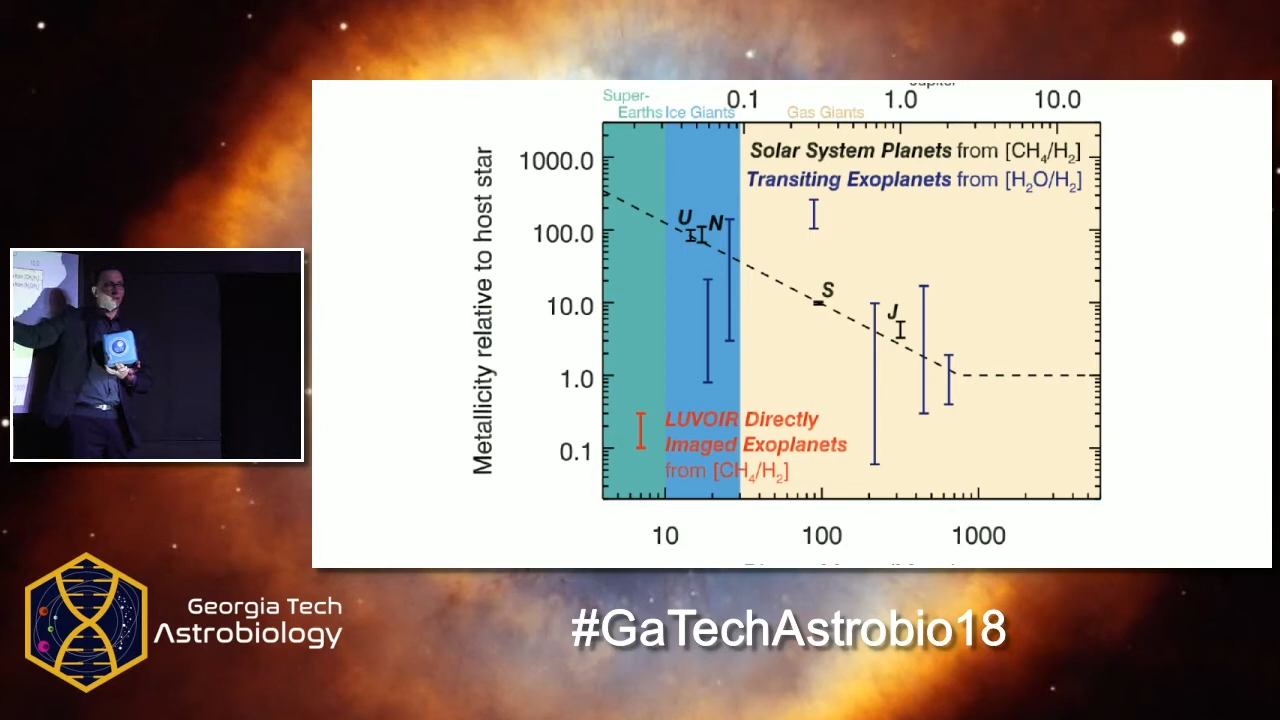 Super-
Earths Ice Giants
0.1
Gas Giants
1.0
10.0
Metallicity relative to host star
1000.0
100.0
10.0
1.0
0.1
Solar System Planets from [CH₄/H₂]
Transiting Exoplanets from [H₂O/H₂]
U N
S
J
LUVOIR Directly
Imaged Exoplanets
from [CH₄/H₂]
10
100
1000
Georgia Tech
Astrobiology
#GaTechAstrobio18